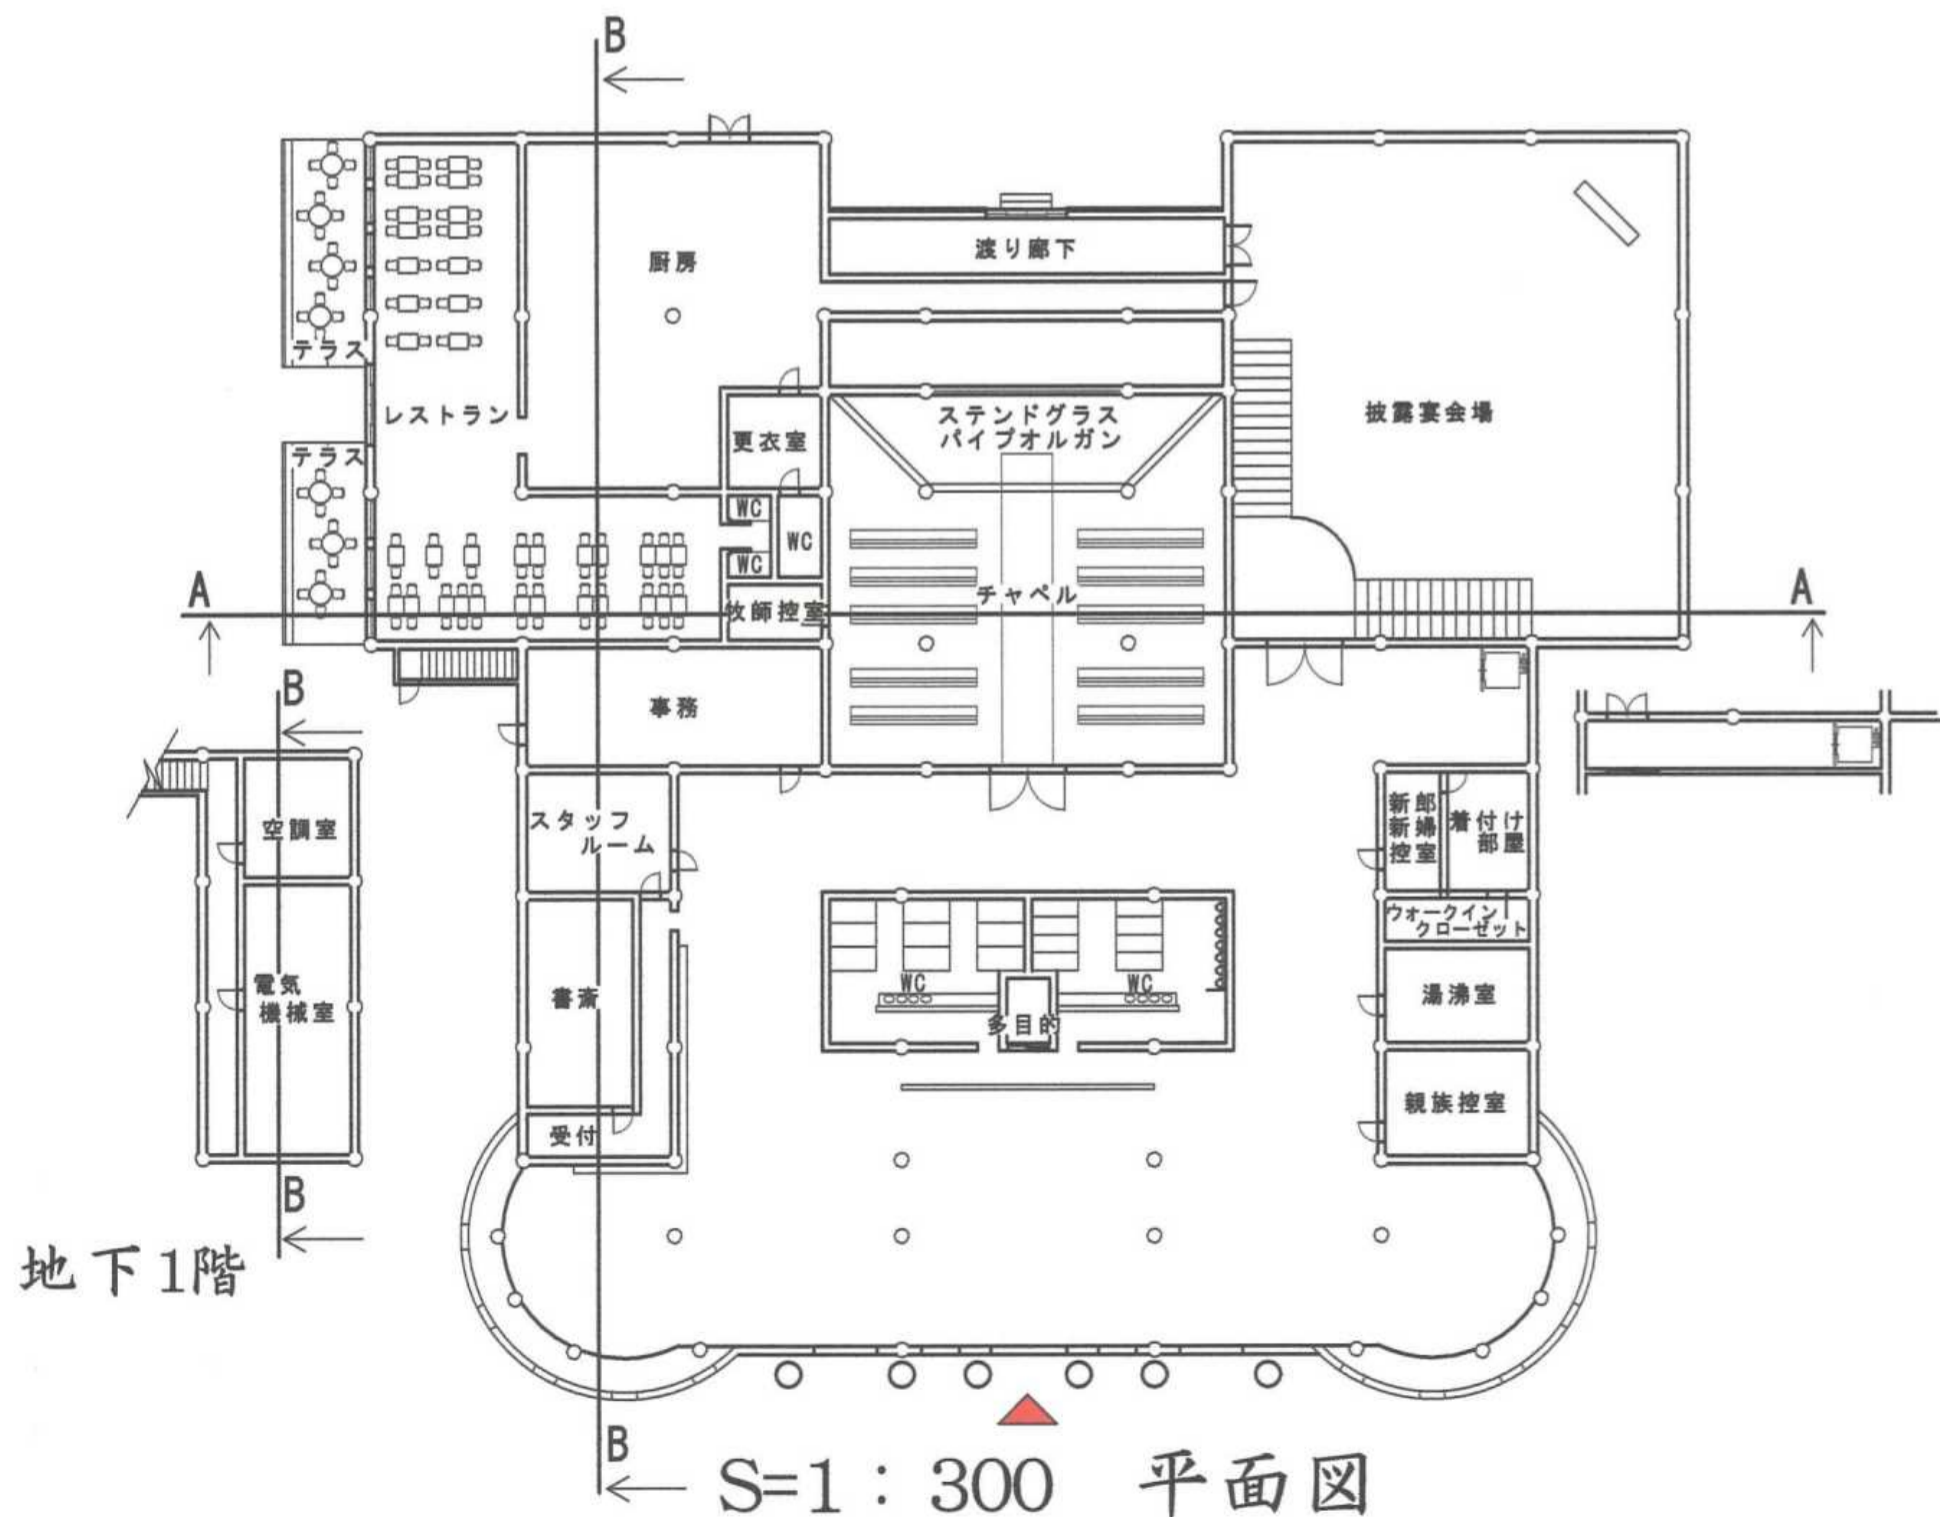 B
渡り廊下
厨房
テラス
レストラン
ステンドグラス
パイプオルガン
披露宴会場
更衣室
テラス
WC
WC
WC
A
チャペル
A
牧師控室
B
事務
新郎
新婦
控室
着付け
部屋
スタッフ
ルーム
空調室
ウォークイン
クローゼット
WC
WC
電気
機械室
書斎
湯沸室
多目的
親族控室
受付
B
地下1階
B
S=1：300　平面図